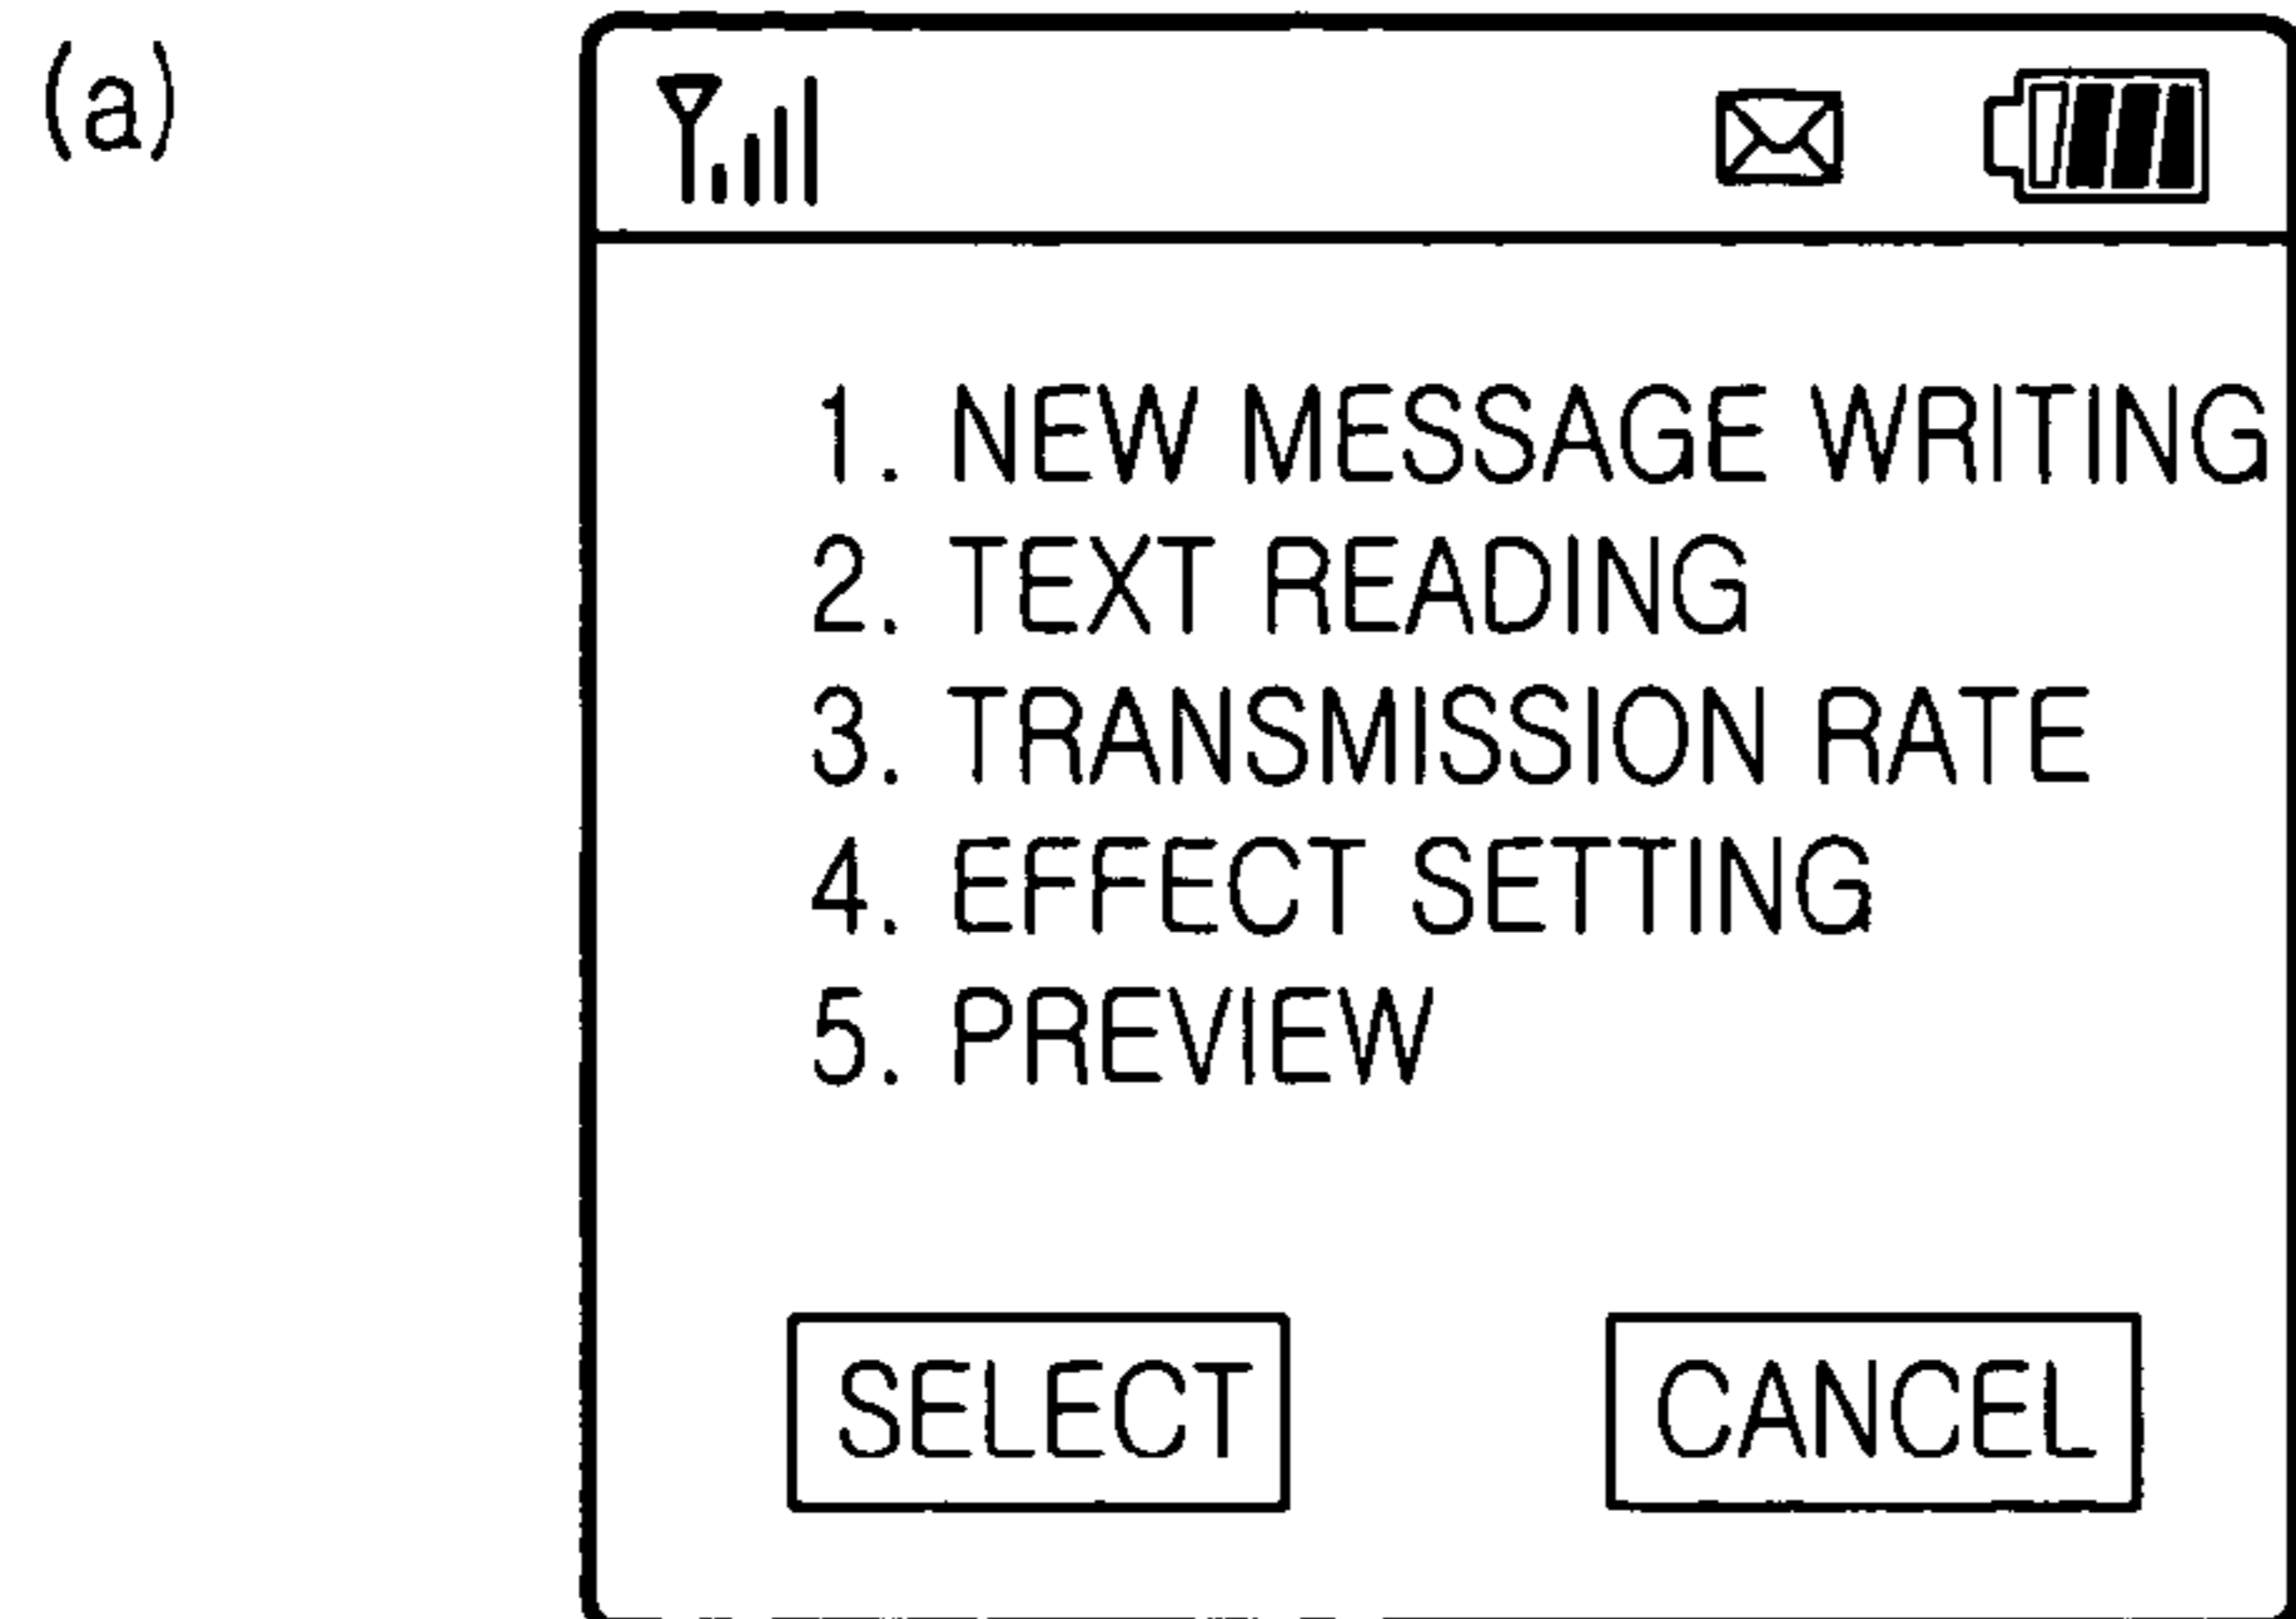 (a)
1. NEW MESSAGE WRITING
2. TEXT READING
3. TRANSMISSION RATE
4. EFFECT SETTING
5. PREVIEW
SELECT CANCEL